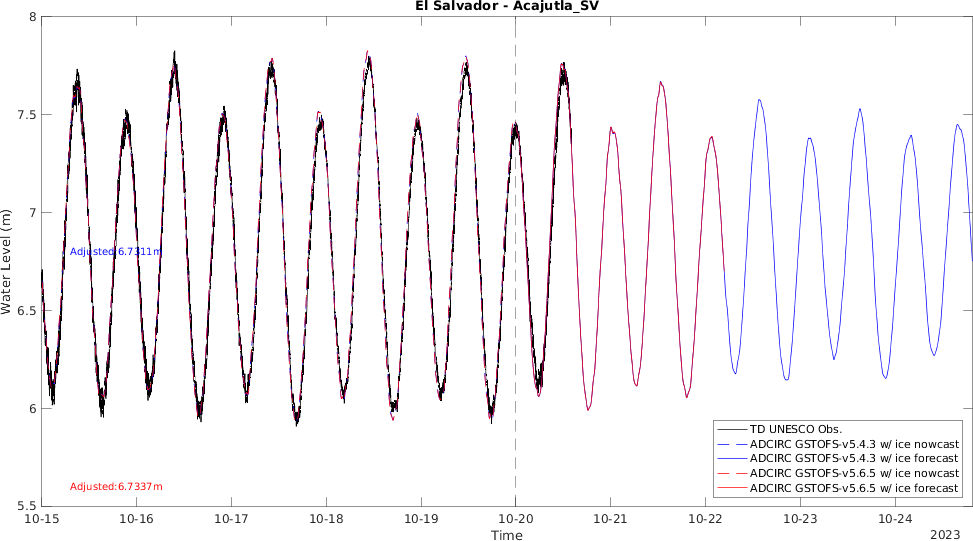 El Salvador - Acajutla_SV
8
7.5
7
6.5
6
5.5
Water Level (m)
Adjusted:6.7311m
Adjusted:6.7337m
TD UNESCO Obs.
ADCIRC GSTOFS-v5.4.3 w/ ice nowcast
ADCIRC GSTOFS-v5.4.3 w/ ice forecast
ADCIRC GSTOFS-v5.6.5 w/ ice nowcast
ADCIRC GSTOFS-v5.6.5 w/ ice forecast
10-15 10-16 10-17 10-18 10-19 10-20 10-21 10-22 10-23 10-24
Time
2023